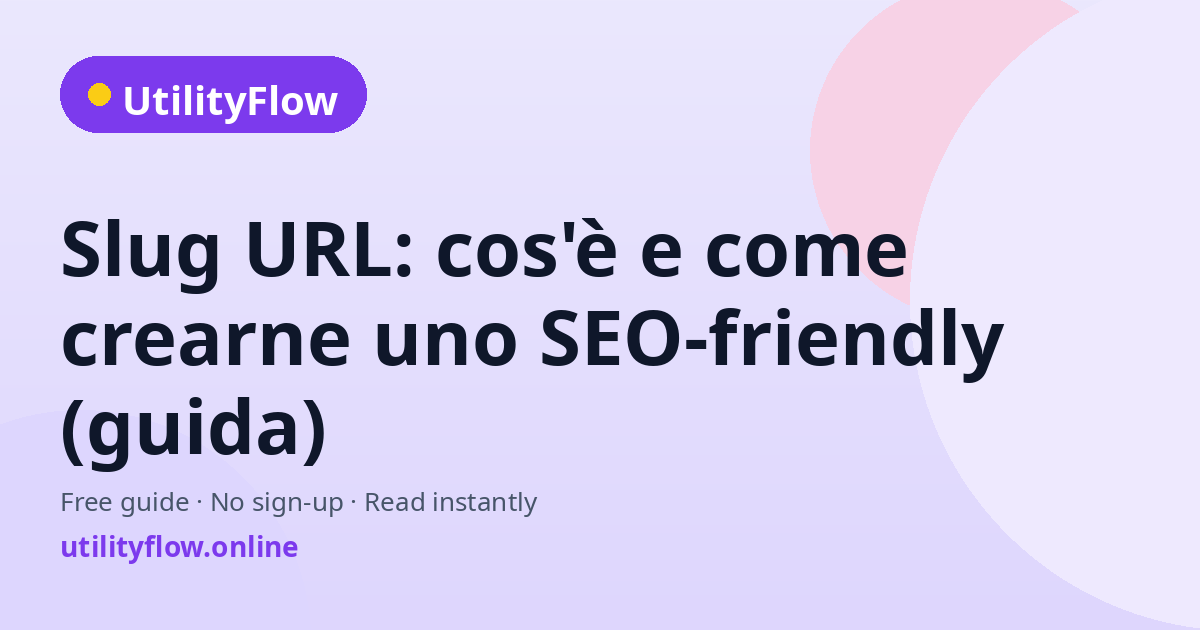 UtilityFlow
Slug URL: cos'è e come
crearne uno SEO-friendly
(guida)
Free guide · No sign-up · Read instantly
utilityflow.online